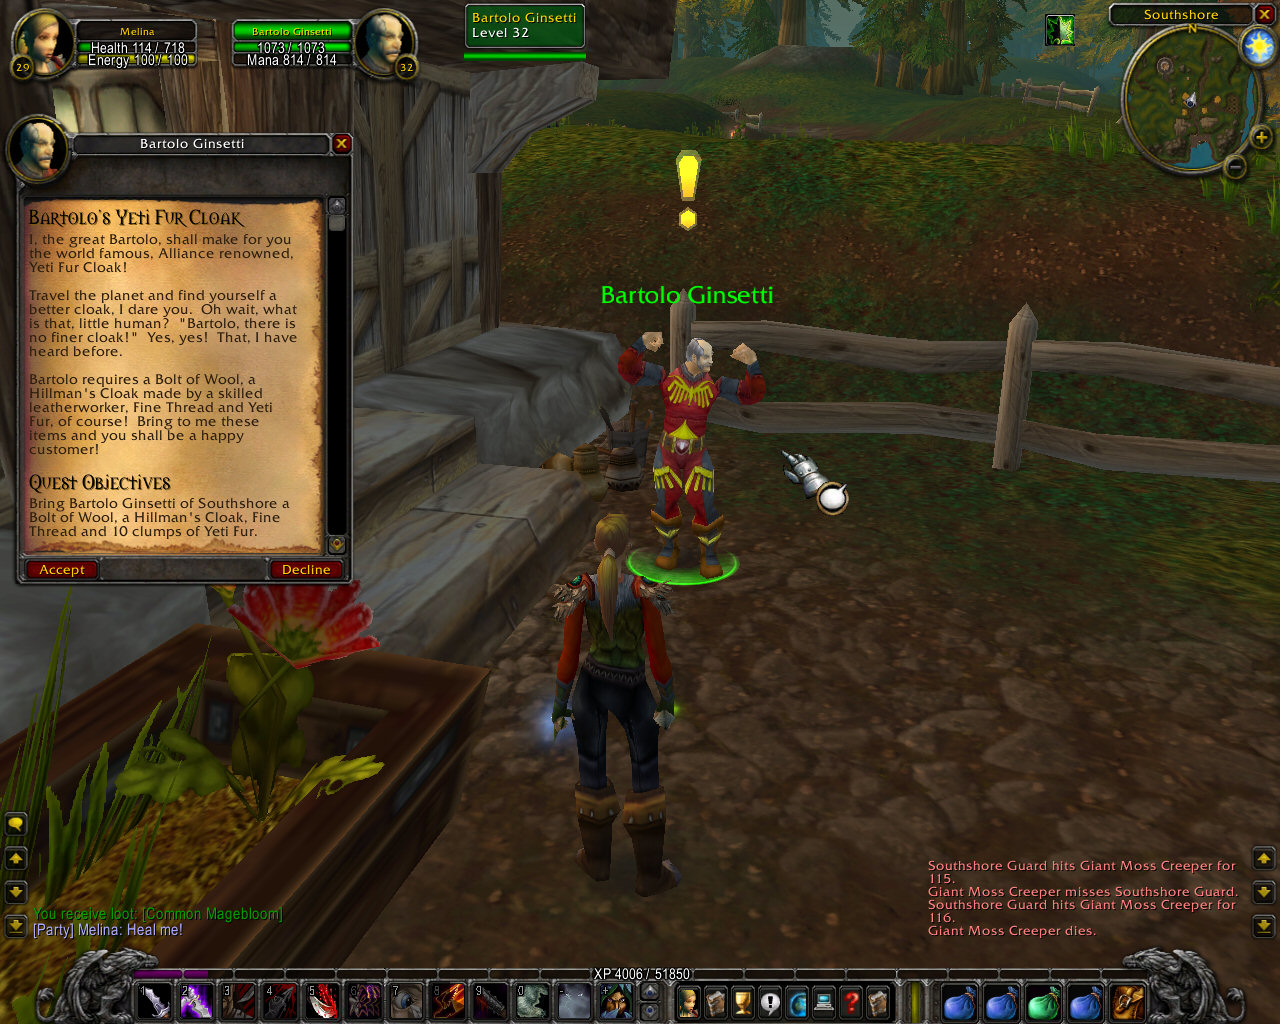 Melina
Health 114 / 718
Energy 100 / 100
29
Bartolo Ginsetti
1073 / 1073
Mana 814 / 814
32
Bartolo Ginsetti
Level 32
Southshore
N
Bartolo Ginsetti
Bartolo's Yeti Fur Cloak
I, the great Bartolo, shall make for you
the world famous, Alliance renowned,
Yeti Fur Cloak!
Travel the planet and find yourself a
better cloak, I dare you.  Oh wait, what
is that, little human?  "Bartolo, there is
no finer cloak!"  Yes, yes!  That, I have
heard before.
Bartolo requires a Bolt of Wool, a
Hillman's Cloak made by a skilled
leatherworker, Fine Thread and Yeti
Fur, of course!  Bring to me these
items and you shall be a happy
customer!
Quest Objectives
Bring Bartolo Ginsetti of Southshore a
Bolt of Wool, a Hillman's Cloak, Fine
Thread and 10 clumps of Yeti Fur.
Accept
Decline
Bartolo Ginsetti
Southshore Guard hits Giant Moss Creeper for
115.
Giant Moss Creeper misses Southshore Guard.
Southshore Guard hits Giant Moss Creeper for
116.
Giant Moss Creeper dies.
You receive loot: [Common Magebloom]
[Party] Melina: Heal me!
XP 4006 / 51850
1 2 3 4 5 6 7 8 9 0 - +